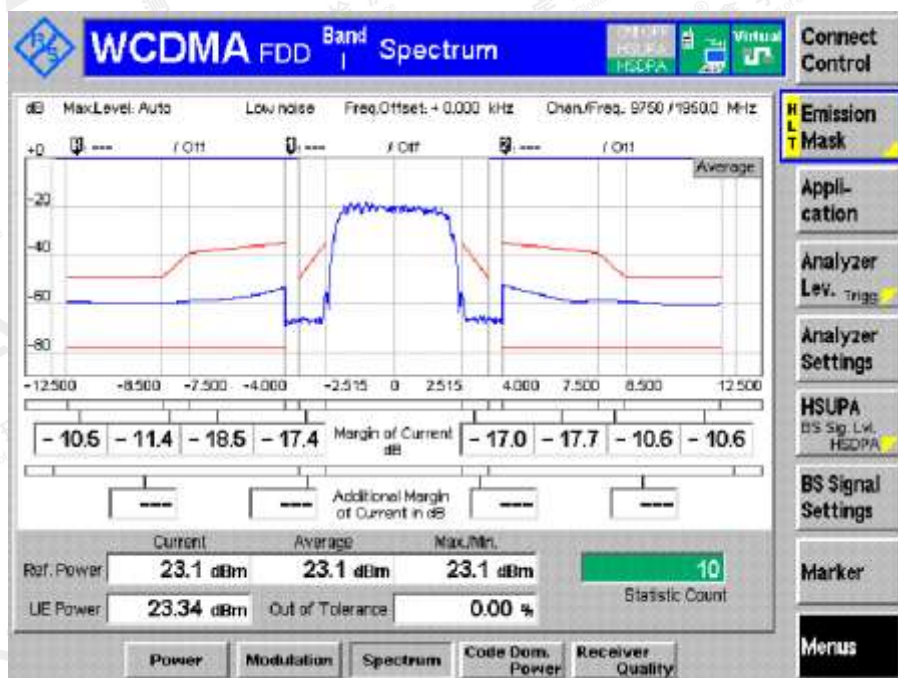 WCDMA FDD Band I Spectrum
HSDPA
Virtual
Connect Control
dB Max.Level: Auto Low noise Freq.Offset: + 0.000 kHz Chan./Freq.: 9750 / 1950.0 MHz
HLT Emission Mask
+0 3: --- / Off 1: --- / Off 2: --- / Off
Average
-20
-40
-60
-80
Appli- cation
Analyzer Lev. Trigg.
Analyzer Settings
-12.500 -8.500 -7.500 -4.000 -2.515 0 2.515 4.000 7.500 8.500 12.500
HSUPA
BS Sig. Lvl.
HSDPA
- 10.5 - 11.4 - 18.5 - 17.4 Margin of Current dB - 17.0 - 17.7 - 10.6 - 10.6
--- --- Additional Margin of Current in dB --- ---
BS Signal Settings
Current Average Max./Min.
Ref. Power 23.1 dBm 23.1 dBm 23.1 dBm 10
Statistic Count
Marker
UE Power 23.34 dBm Out of Tolerance 0.00 %
Power Modulation Spectrum Code Dom. Power Receiver Quality
Menus